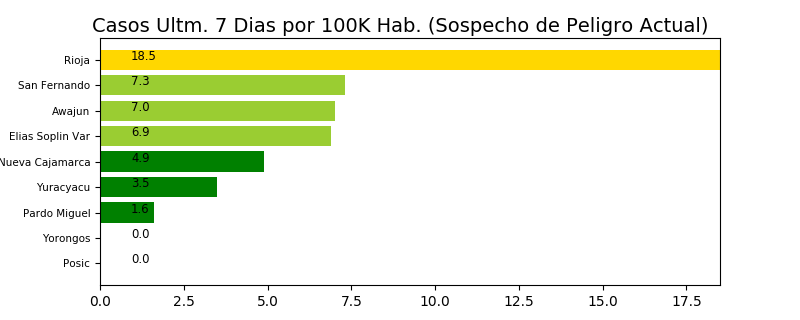 Casos Ultm. 7 Dias por 100K Hab. (Sospecho de Peligro Actual)
Rioja 18.5
San Fernando 7.3
Awajun 7.0
Elias Soplin Var 6.9
Nueva Cajamarca 4.9
Yuracyacu 3.5
Pardo Miguel 1.6
Yorongos 0.0
Posic 0.0
0.0 2.5 5.0 7.5 10.0 12.5 15.0 17.5